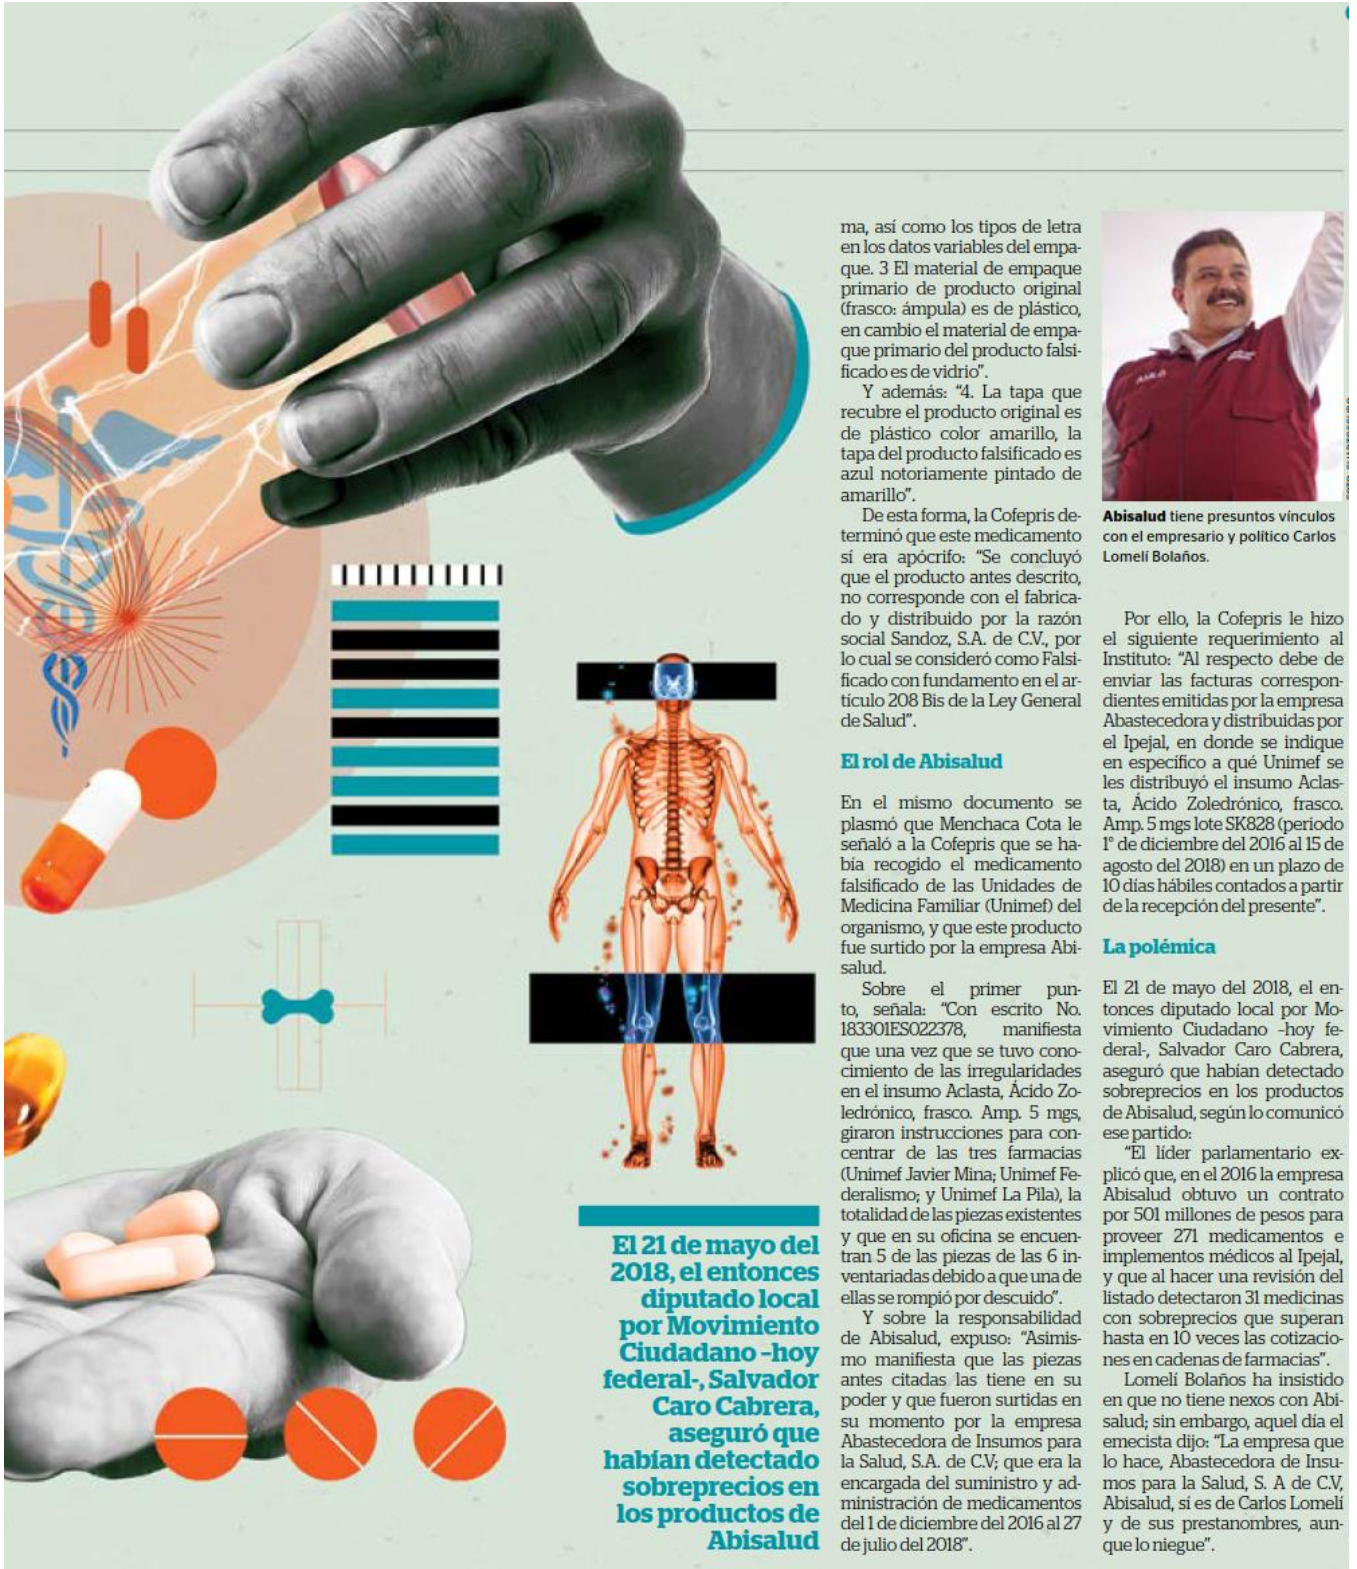 ma, así como los tipos de letra
en los datos variables del empa-
que. 3 El material de empaque
primario de producto original
(frasco: ámpula) es de plástico,
en cambio el material de empa-
que primario del producto falsi-
ficado es de vidrio”.
Y además: “4. La tapa que
recubre el producto original es
de plástico color amarillo, la
tapa del producto falsificado es
azul notoriamente pintado de
amarillo”.
De esta forma, la Cofepris de-
terminó que este medicamento
sí era apócrifo: “Se concluyó
que el producto antes descrito,
no corresponde con el fabrica-
do y distribuido por la razón
social Sandoz, S.A. de C.V., por
lo cual se consideró como Falsi-
ficado con fundamento en el ar-
tículo 208 Bis de la Ley General
de Salud”.
El rol de Abisalud
En el mismo documento se
plasmó que Menchaca Cota le
señaló a la Cofepris que se ha-
bía recogido el medicamento
falsificado de las Unidades de
Medicina Familiar (Unimef) del
organismo, y que este producto
fue surtido por la empresa Abi-
salud.
Sobre el primer pun-
to, señala: “Con escrito No.
183301ES022378, manifiesta
que una vez que se tuvo cono-
cimiento de las irregularidades
en el insumo Aclasta, Ácido Zo-
ledrónico, frasco. Amp. 5 mgs,
giraron instrucciones para con-
centrar de las tres farmacias
(Unimef Javier Mina; Unimef Fe-
deralismo; y Unimef La Pila), la
totalidad de las piezas existentes
y que en su oficina se encuen-
tran 5 de las piezas de las 6 in-
ventariadas debido a que una de
ellas se rompió por descuido”.
Y sobre la responsabilidad
de Abisalud, expuso: “Asimis-
mo manifiesta que las piezas
antes citadas las tiene en su
poder y que fueron surtidas en
su momento por la empresa
Abastecedora de Insumos para
la Salud, S.A. de C.V; que era la
encargada del suministro y ad-
ministración de medicamentos
del 1 de diciembre del 2016 al 27
de julio del 2018”.
AMLO
Abisalud tiene presuntos vínculos
con el empresario y político Carlos
Lomelí Bolaños.
Por ello, la Cofepris le hizo
el siguiente requerimiento al
Instituto: “Al respecto debe de
enviar las facturas correspon-
dientes emitidas por la empresa
Abastecedora y distribuidas por
el Ipejal, en donde se indique
en específico a qué Unimef se
les distribuyó el insumo Aclas-
ta, Ácido Zoledrónico, frasco.
Amp. 5 mgs lote SK828 (periodo
1° de diciembre del 2016 al 15 de
agosto del 2018) en un plazo de
10 días hábiles contados a partir
de la recepción del presente”.
La polémica
El 21 de mayo del 2018, el en-
tonces diputado local por Mo-
vimiento Ciudadano –hoy fe-
deral-, Salvador Caro Cabrera,
aseguró que habían detectado
sobreprecios en los productos
de Abisalud, según lo comunicó
ese partido:
“El líder parlamentario ex-
plicó que, en el 2016 la empresa
Abisalud obtuvo un contrato
por 501 millones de pesos para
proveer 271 medicamentos e
implementos médicos al Ipejal,
y que al hacer una revisión del
listado detectaron 31 medicinas
con sobreprecios que superan
hasta en 10 veces las cotizacio-
nes en cadenas de farmacias”.
Lomelí Bolaños ha insistido
en que no tiene nexos con Abi-
salud; sin embargo, aquel día el
emecista dijo: “La empresa que
lo hace, Abastecedora de Insu-
mos para la Salud, S. A de C.V,
Abisalud, sí es de Carlos Lomelí
y de sus prestanombres, aun-
que lo niegue”.
El 21 de mayo del
2018, el entonces
diputado local
por Movimiento
Ciudadano –hoy
federal-, Salvador
Caro Cabrera,
aseguró que
habían detectado
sobreprecios en
los productos de
Abisalud